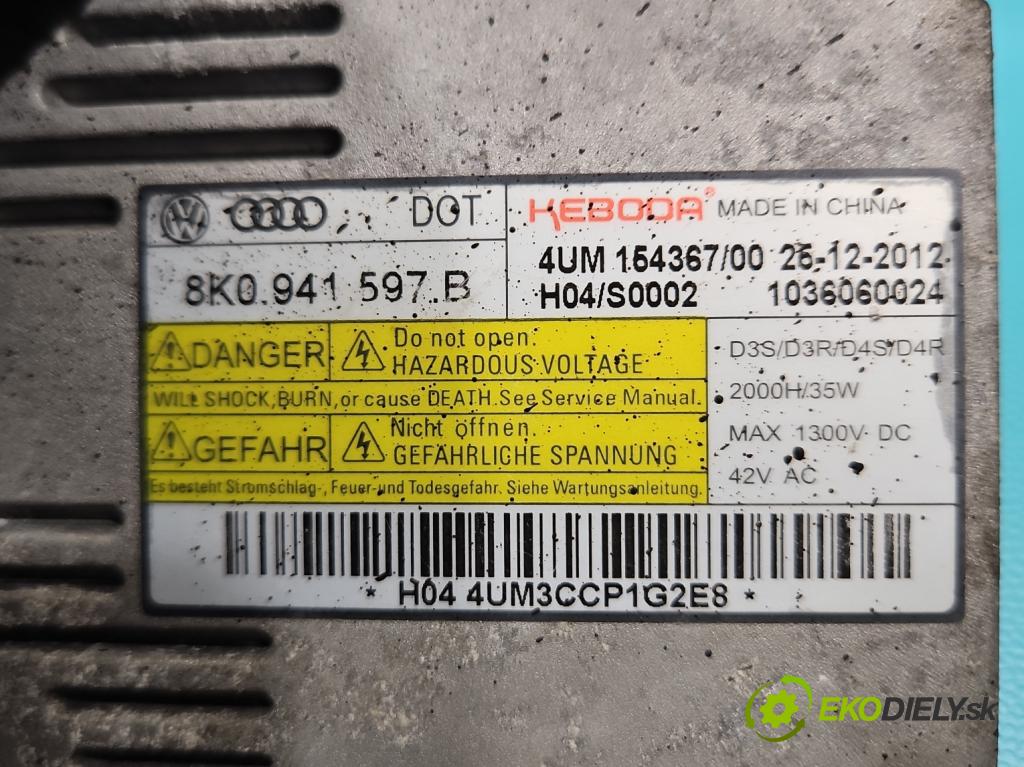 DOT KEBODA® MADE IN CHINA
8K0.941 597.B
4UM 154367/00 25-12-2012
H04/S0002 1036060024
DANGER Do not open.
HAZARDOUS VOLTAGE
WILL SHOCK, BURN, or cause DEATH. See Service Manual.
GEFAHR Nicht öffnen.
GEFÄHRLICHE SPANNUNG
Es besteht Stromschlag-, Feuer-und Todesgefahr. Siehe Wartungsanleitung.
D3S/D3R/D4S/D4R
2000H/35W
MAX 1300V DC
42V AC
* H04 4UM3CCP1G2E8 *
EKODIELY.sk